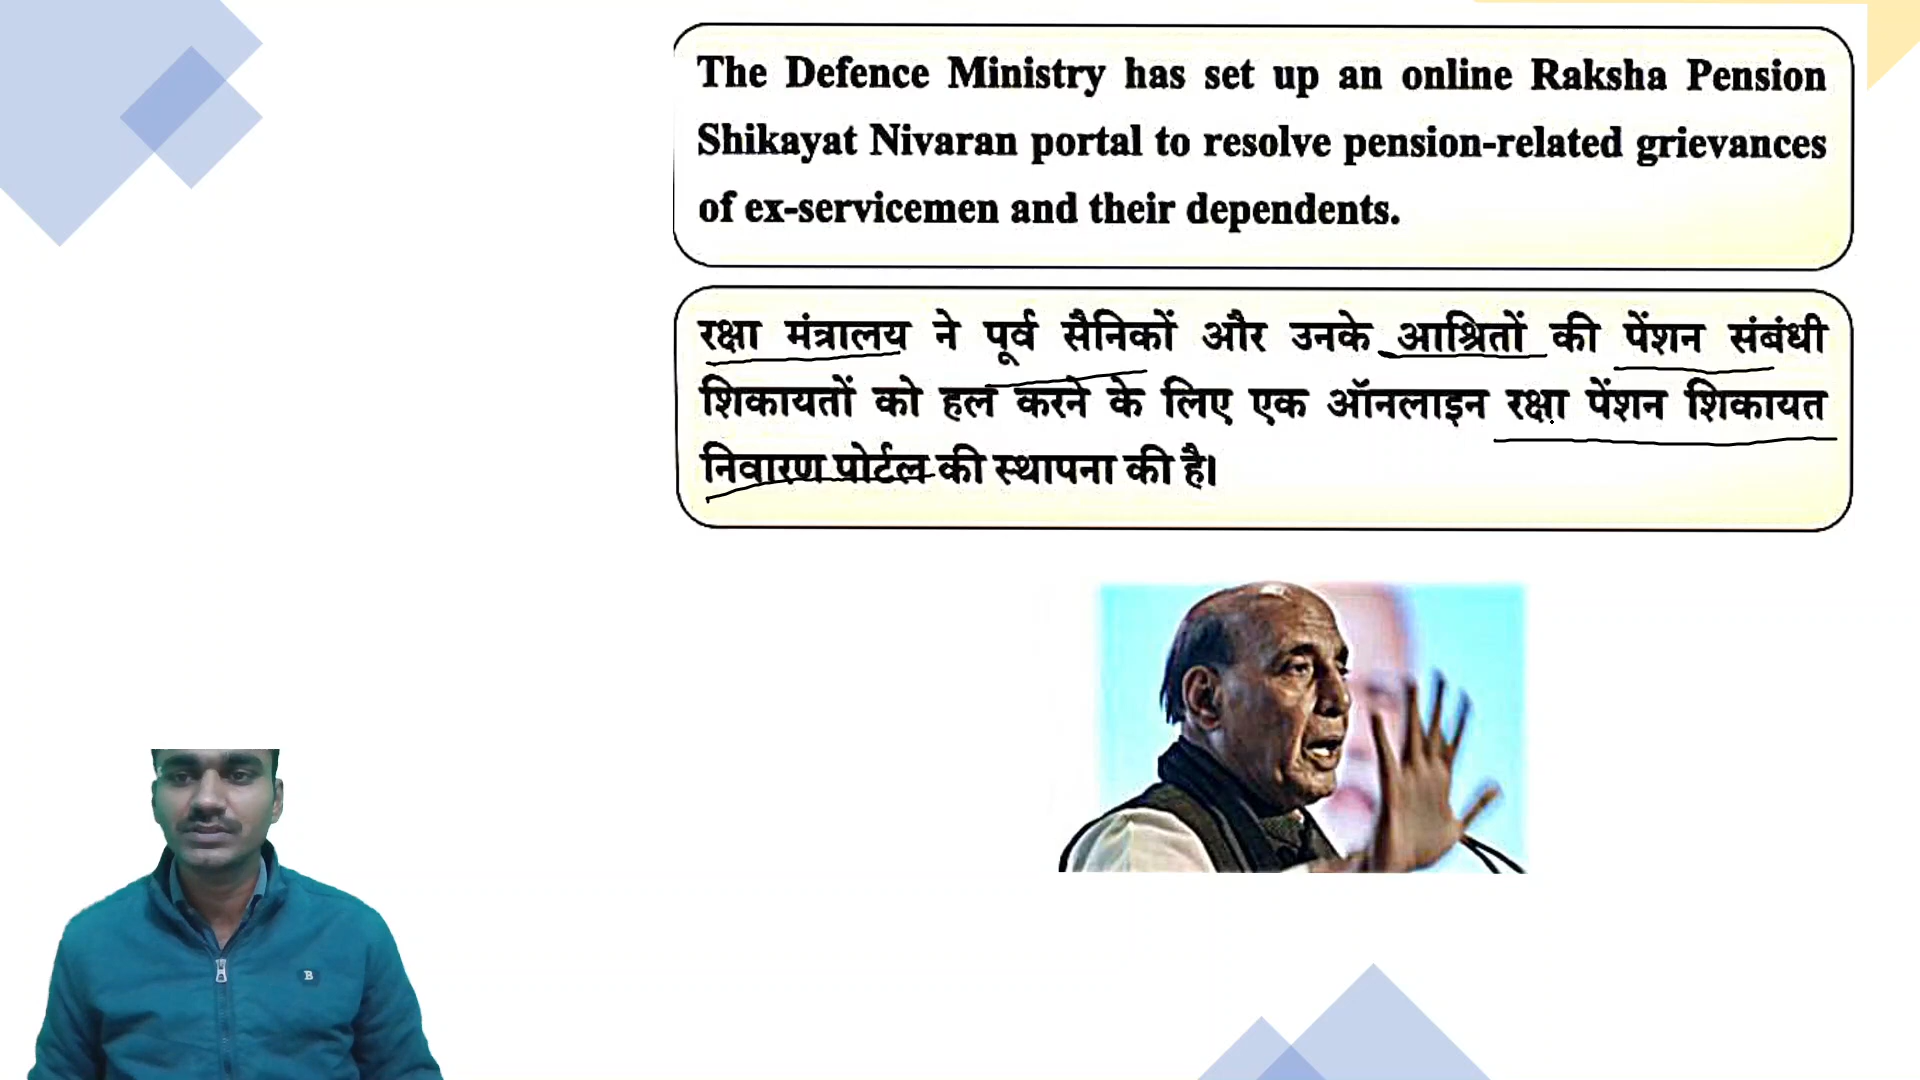 The Defence Ministry has set up an online Raksha Pension
Shikayat Nivaran portal to resolve pension-related grievances
of ex-servicemen and their dependents.
रक्षा मंत्रालय ने पूर्व सैनिकों और उनके आश्रितों की पेंशन संबंधी
शिकायतों को हल करने के लिए एक ऑनलाइन रक्षा पेंशन शिकायत
निवारण पोर्टल की स्थापना की है।
B